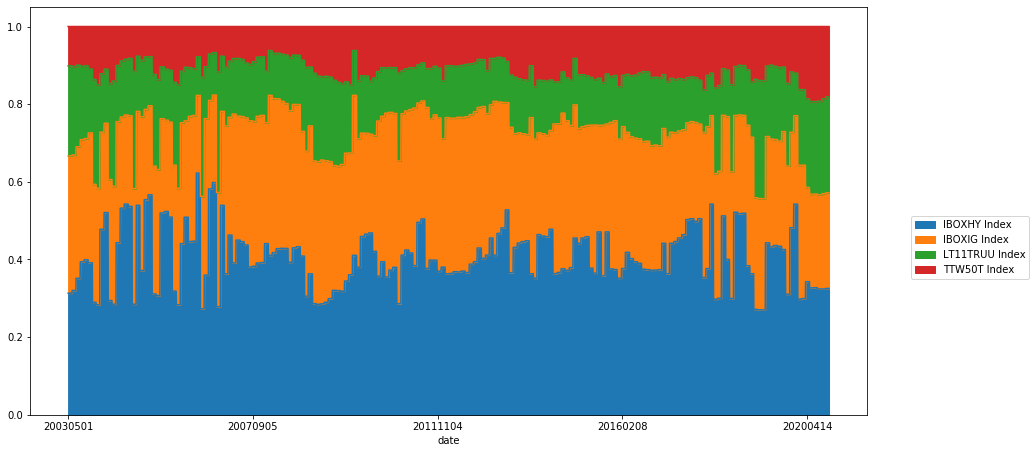 1.0
0.8
0.6
0.4
0.2
0.0
20030501 20070905 20111104 20160208 20200414
date
IBOXHY Index
IBOXIG Index
LT11TRUU Index
TTW50T Index